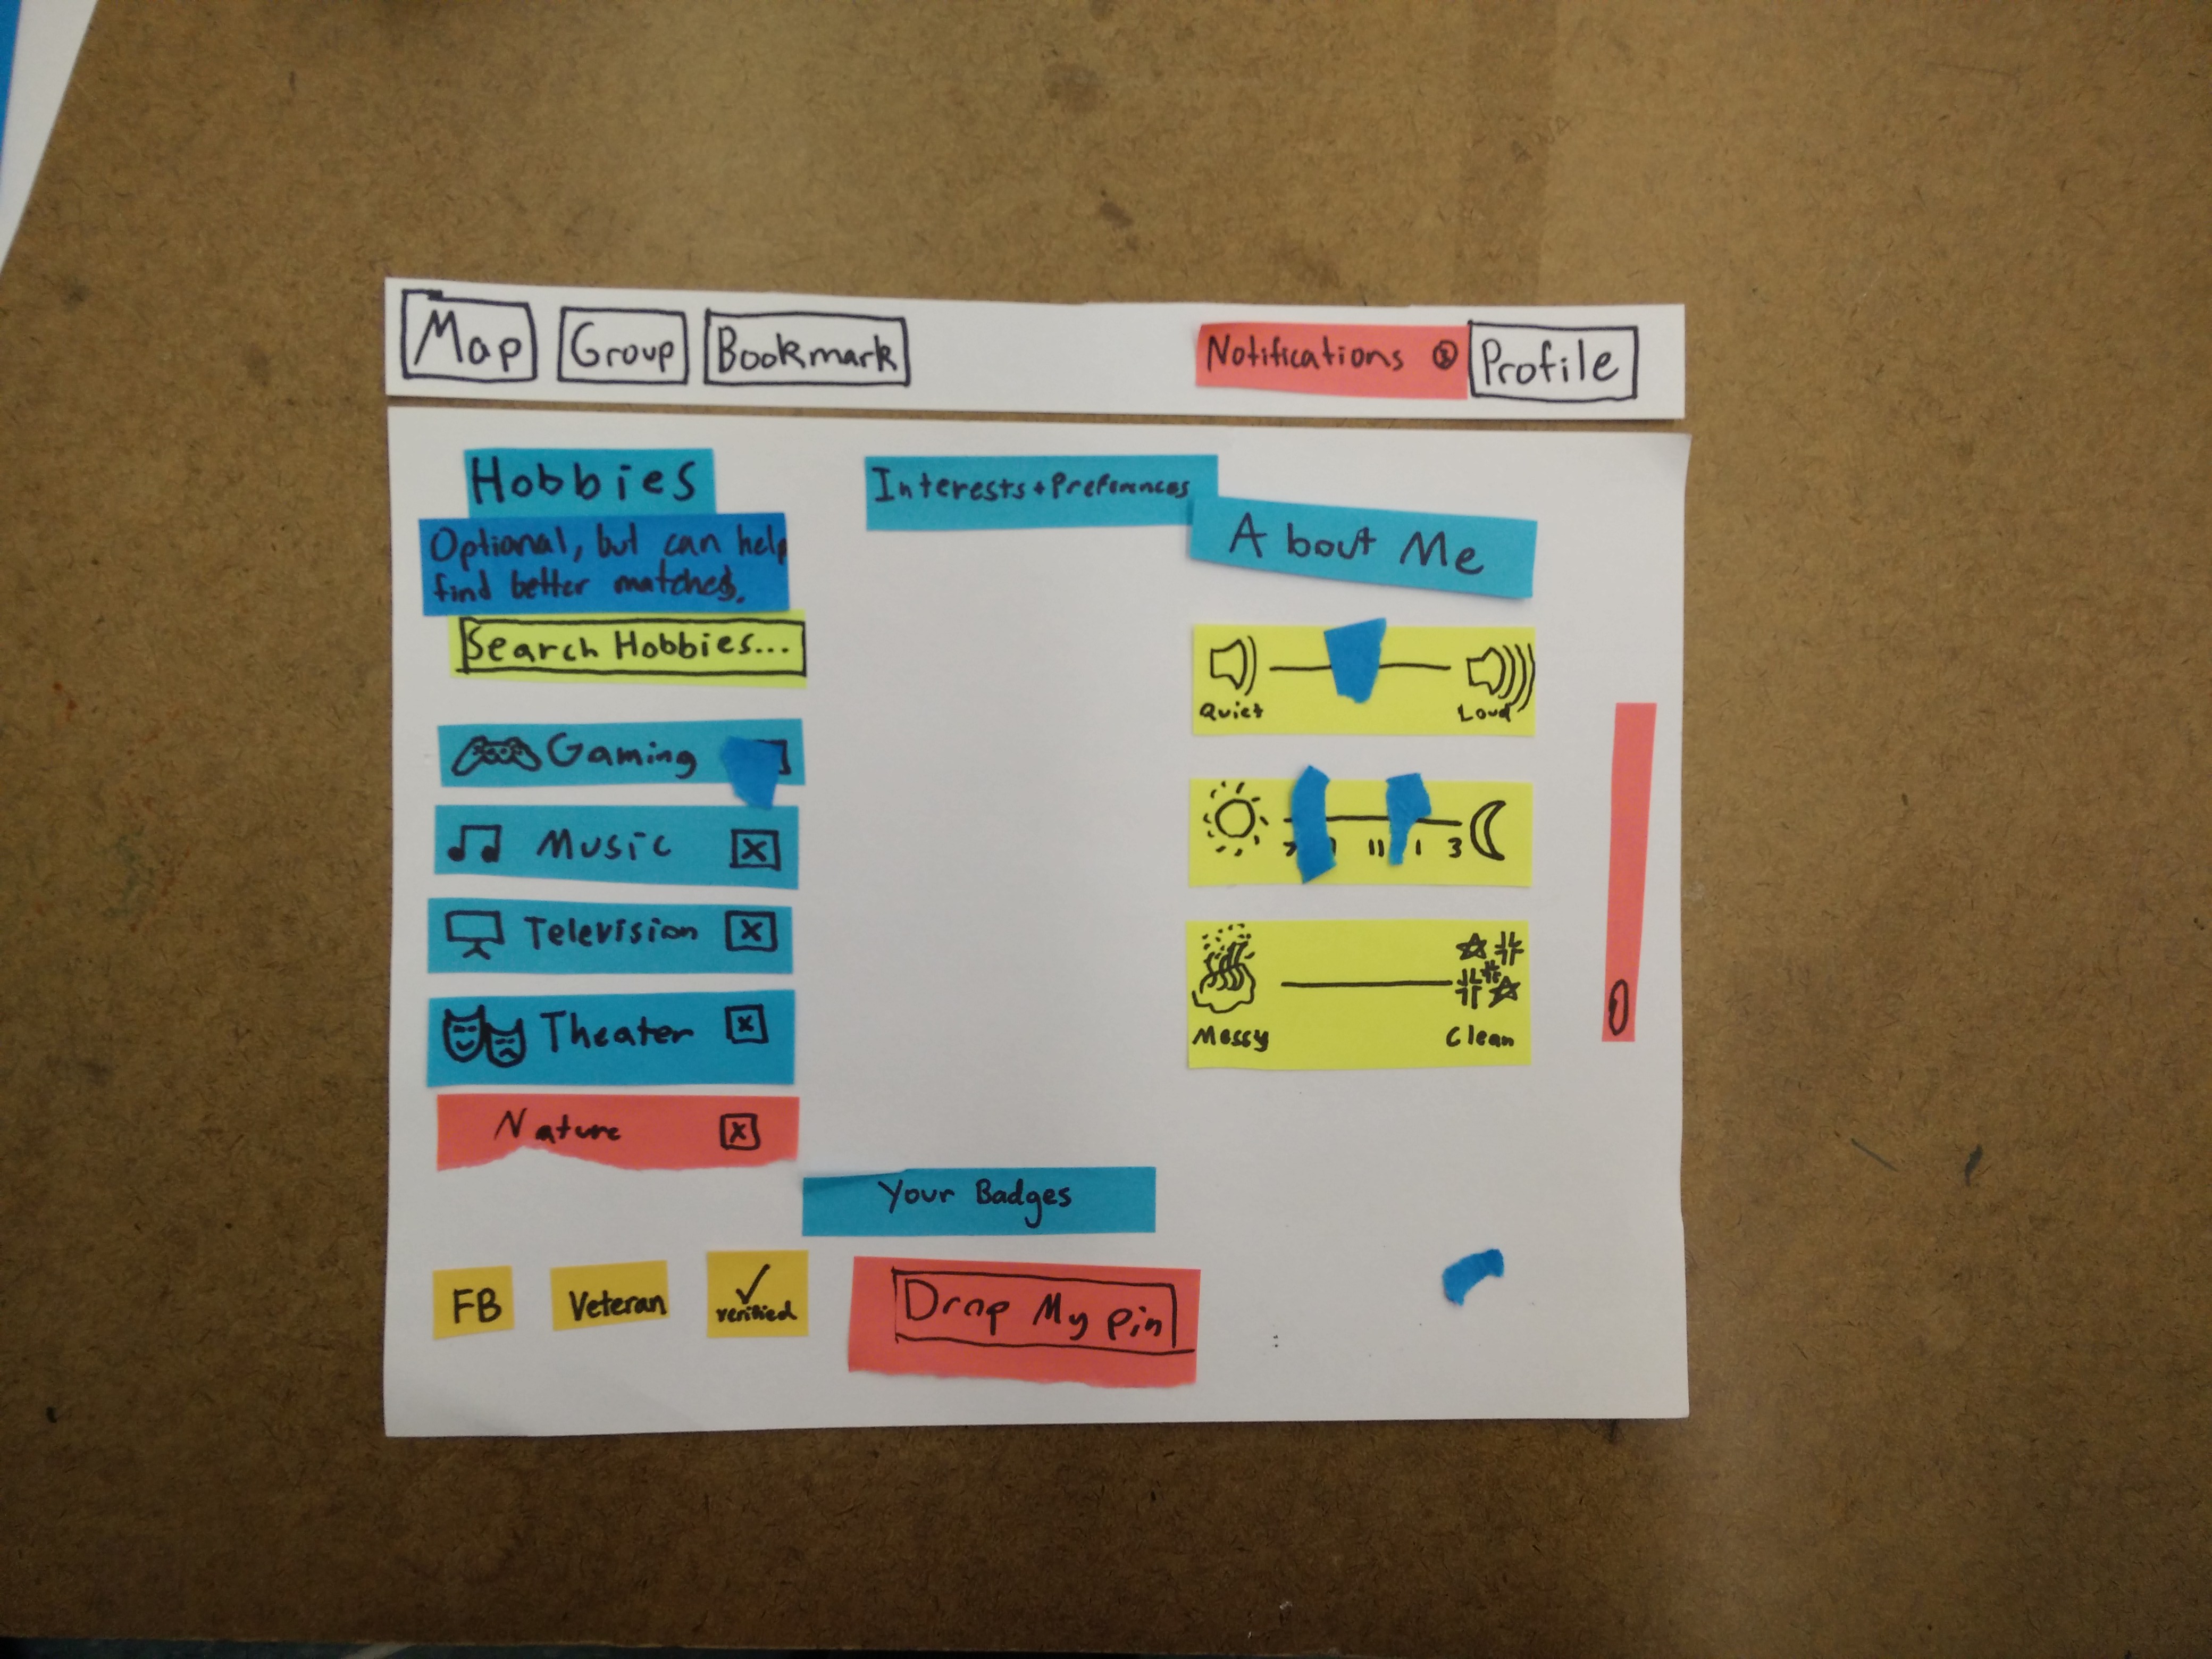 Map
Group
Bookmark
Notifications
Profile
Hobbies
Optional, but can help
find better matches.
Search Hobbies...
Gaming
Music X
Television X
Theater X
Nature X
Interests + Preferences
About Me
Quiet Loud
11 1 3
Messy Clean
Your Badges
FB
Veteran
verified
Drop My Pin